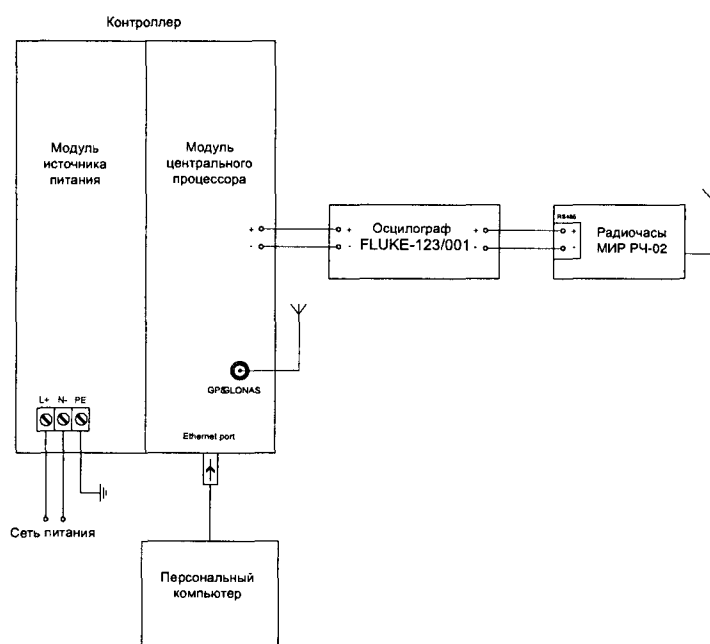 Контроллер
Модуль
источника
питания
Модуль
центрального
процессора
+
-
+ Осцилограф +
- FLUKE-123/001 -
RS485
+
-
Радиочасы
МИР РЧ-02
GPS\GLONAS
L+ N- PE
Ethernet port
Сеть питания
Персональный
компьютер